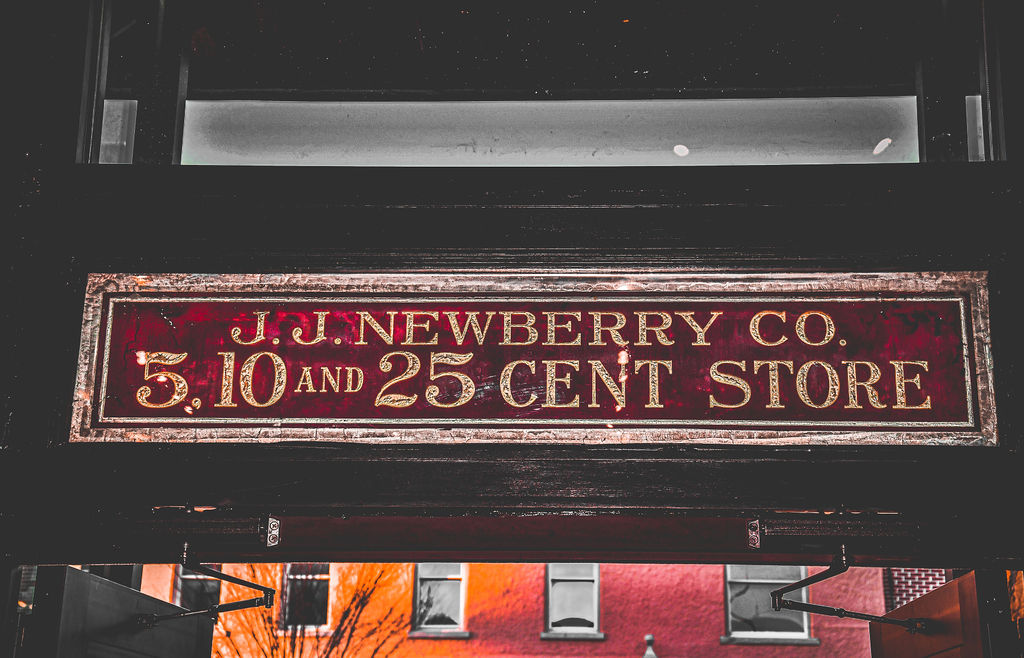 J.J. NEWBERRY CO.
5, 10 AND 25 CENT STORE